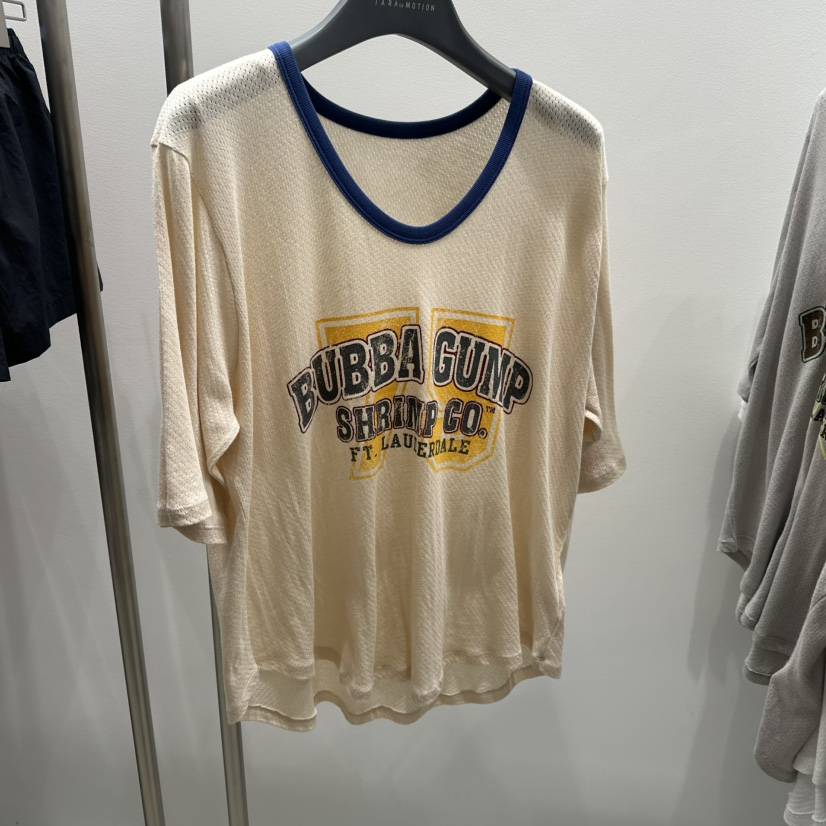 BUBBA GUMP
SHRIMP CO.™
FT. LAUDERDALE